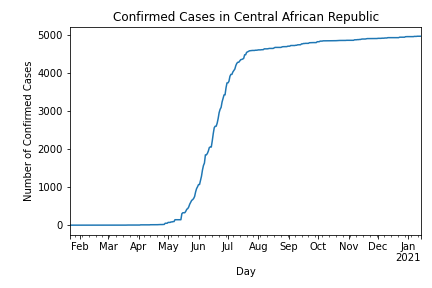 Confirmed Cases in Central African Republic
Number of Confirmed Cases
5000
4000
3000
2000
1000
0
Feb Mar Apr May Jun Jul Aug Sep Oct Nov Dec Jan
2021
Day